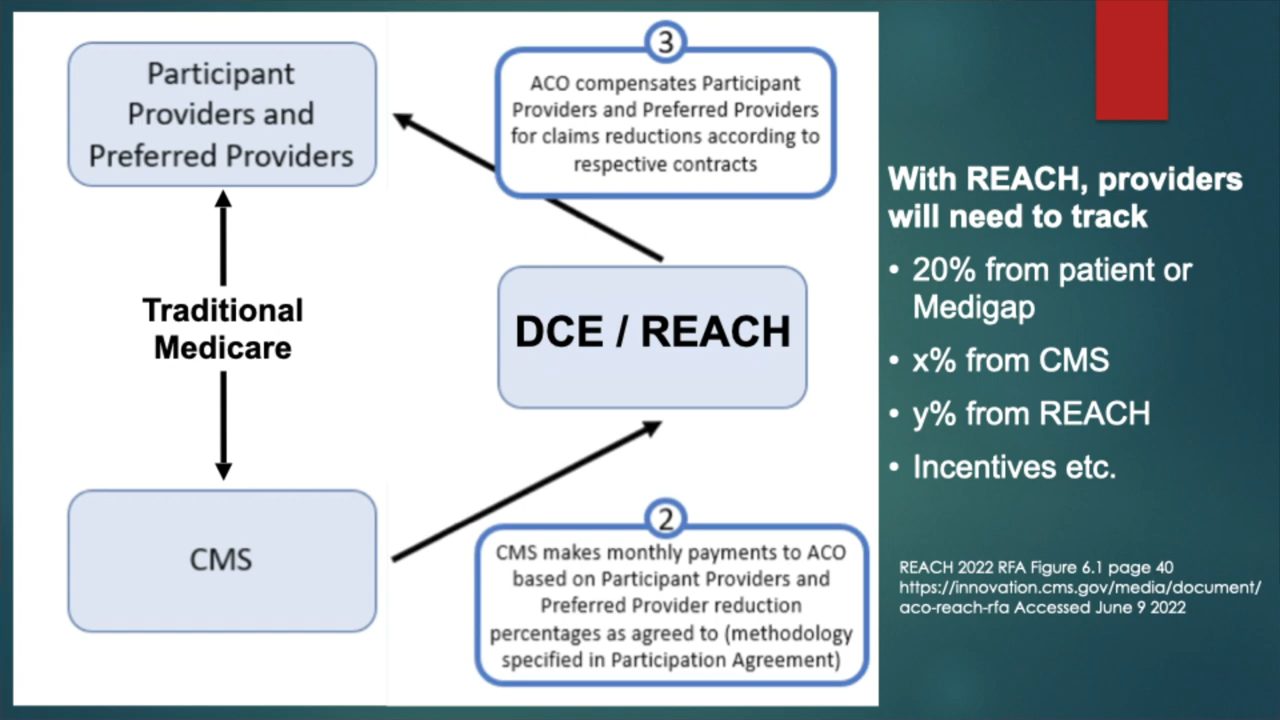 Participant
Providers and
Preferred Providers
Traditional
Medicare
CMS
3
ACO compensates Participant
Providers and Preferred Providers
for claims reductions according to
respective contracts
DCE / REACH
2
CMS makes monthly payments to ACO
based on Participant Providers and
Preferred Provider reduction
percentages as agreed to (methodology
specified in Participation Agreement)
With REACH, providers
will need to track
• 20% from patient or
Medigap
• x% from CMS
• y% from REACH
• Incentives etc.
REACH 2022 RFA Figure 6.1 page 40
https://innovation.cms.gov/media/document/
aco-reach-rfa Accessed June 9 2022